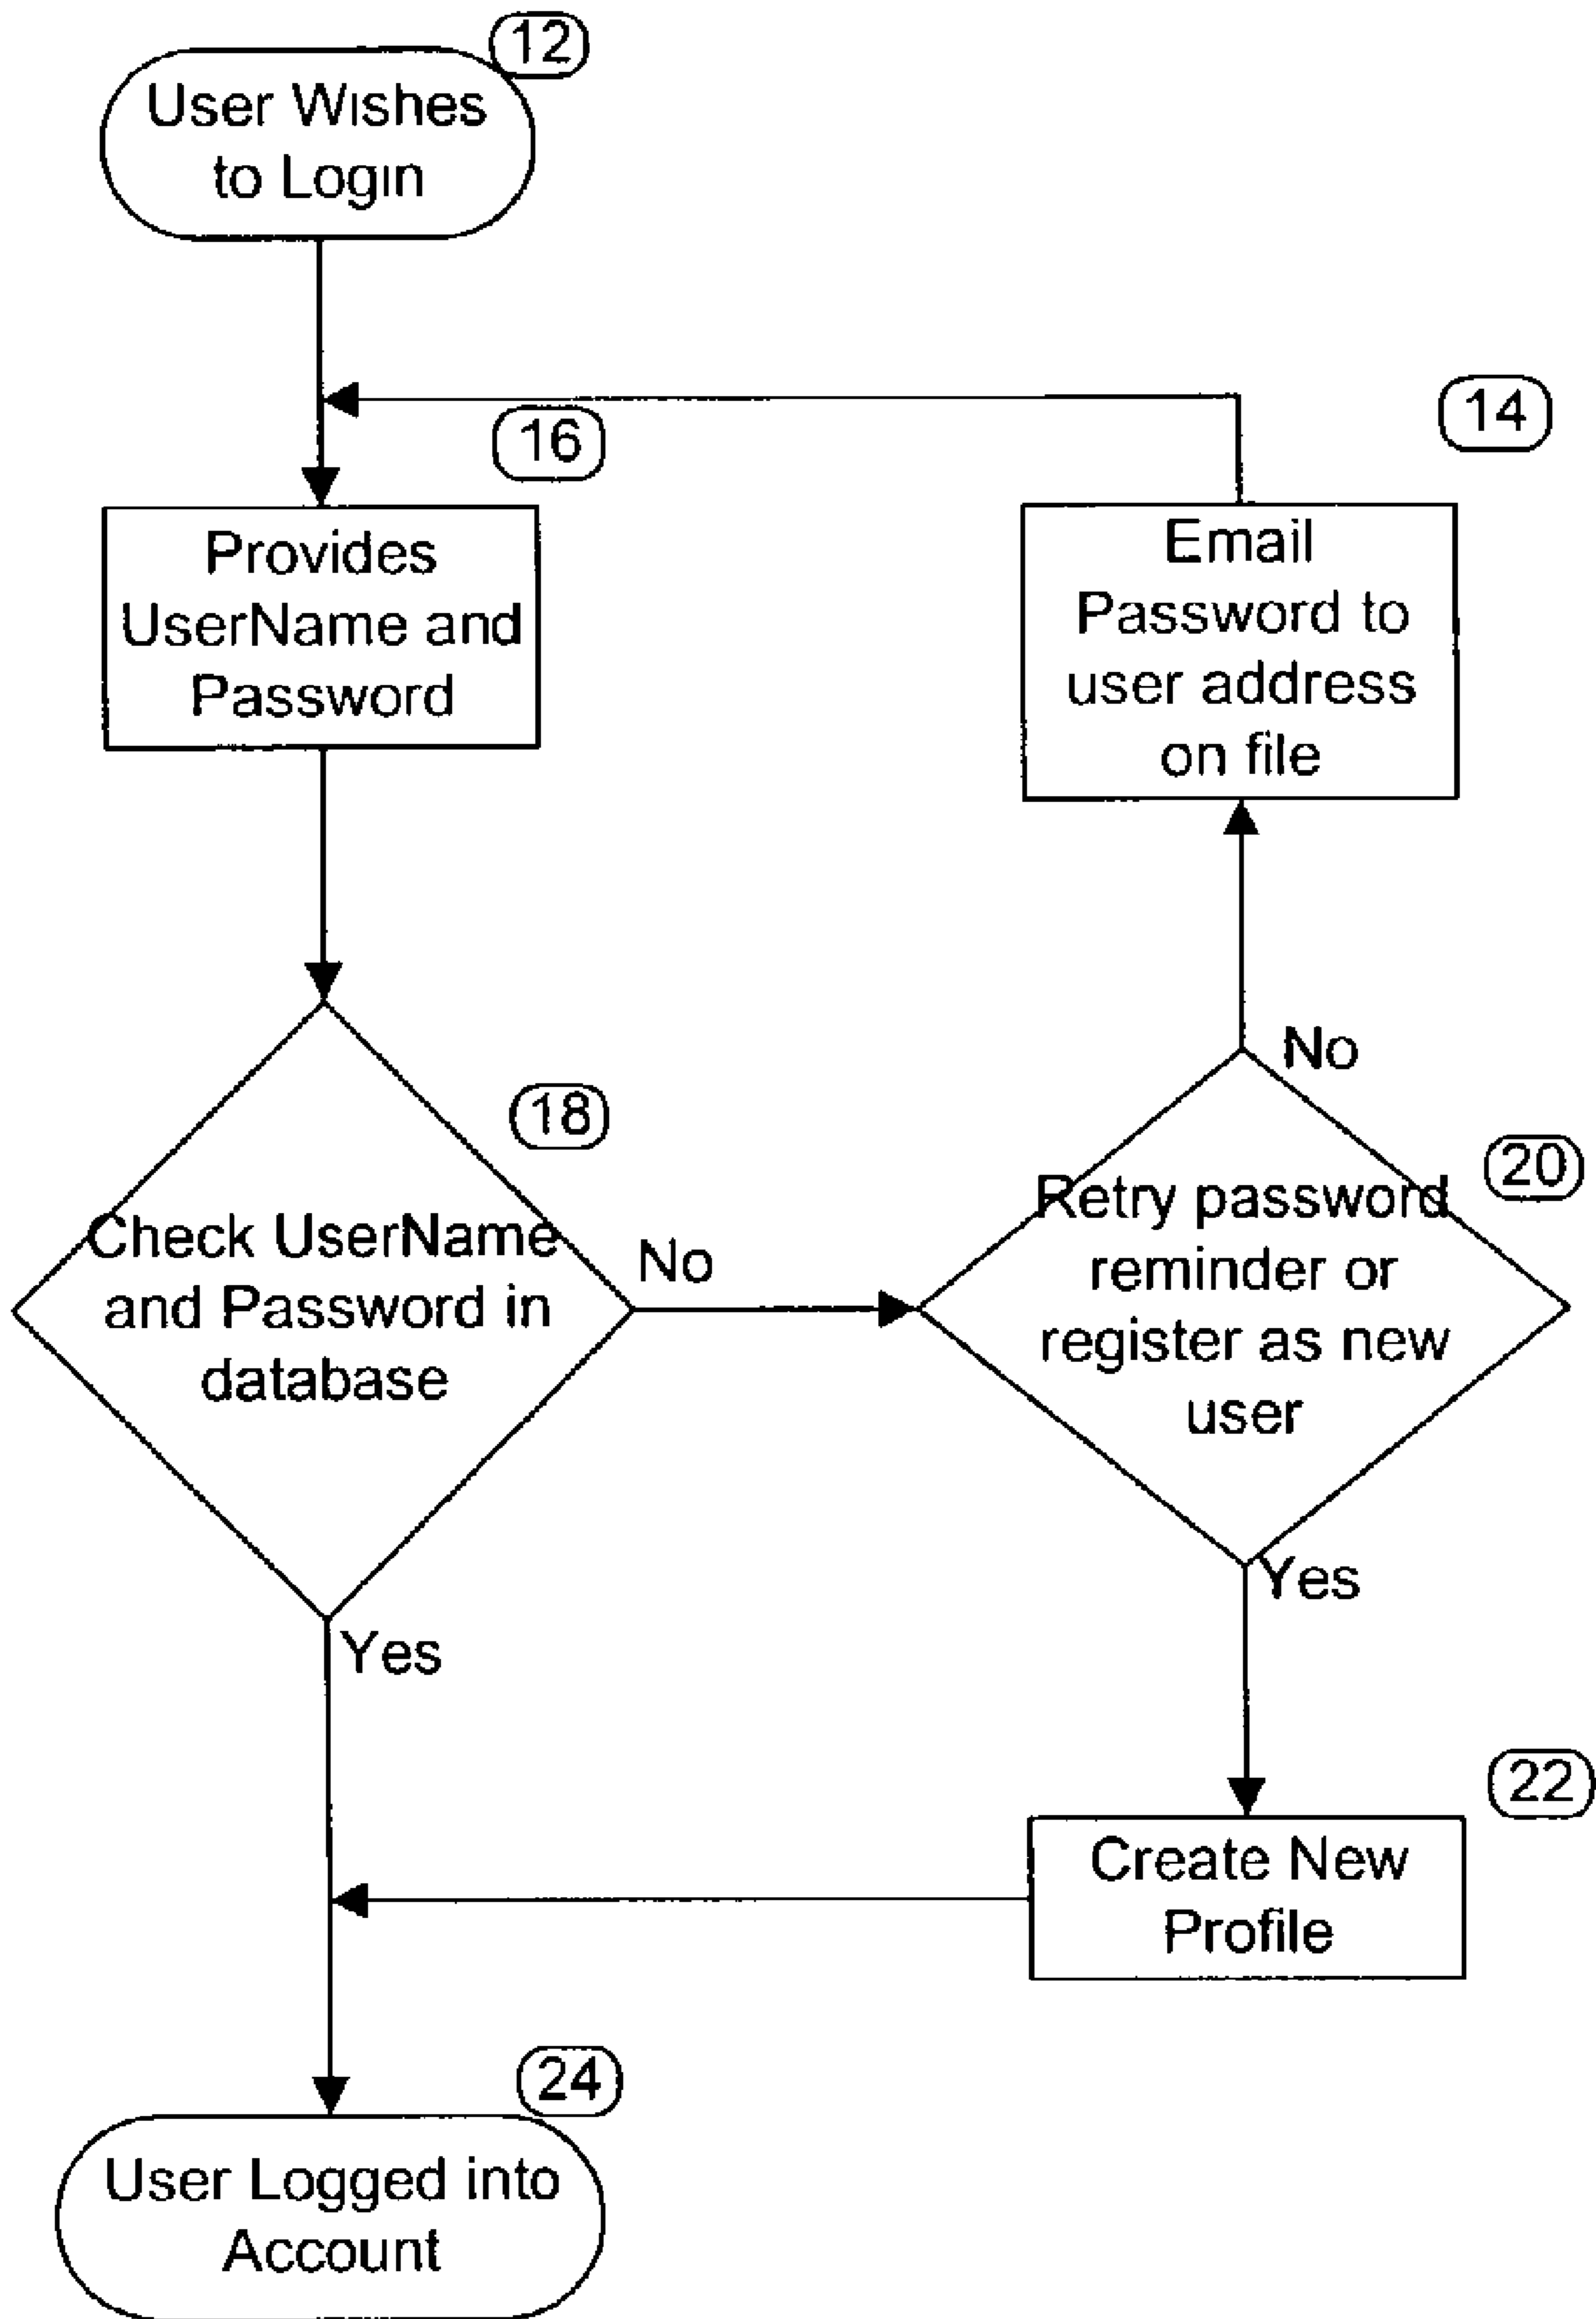 12
User Wishes
to Login
14
16
Provides
UserName and
Password
Email
Password to
user address
on file
No
18
20
Check UserName
and Password in
database
No
Retry password
reminder or
register as new
user
Yes
Yes
22
Create New
Profile
24
User Logged into
Account